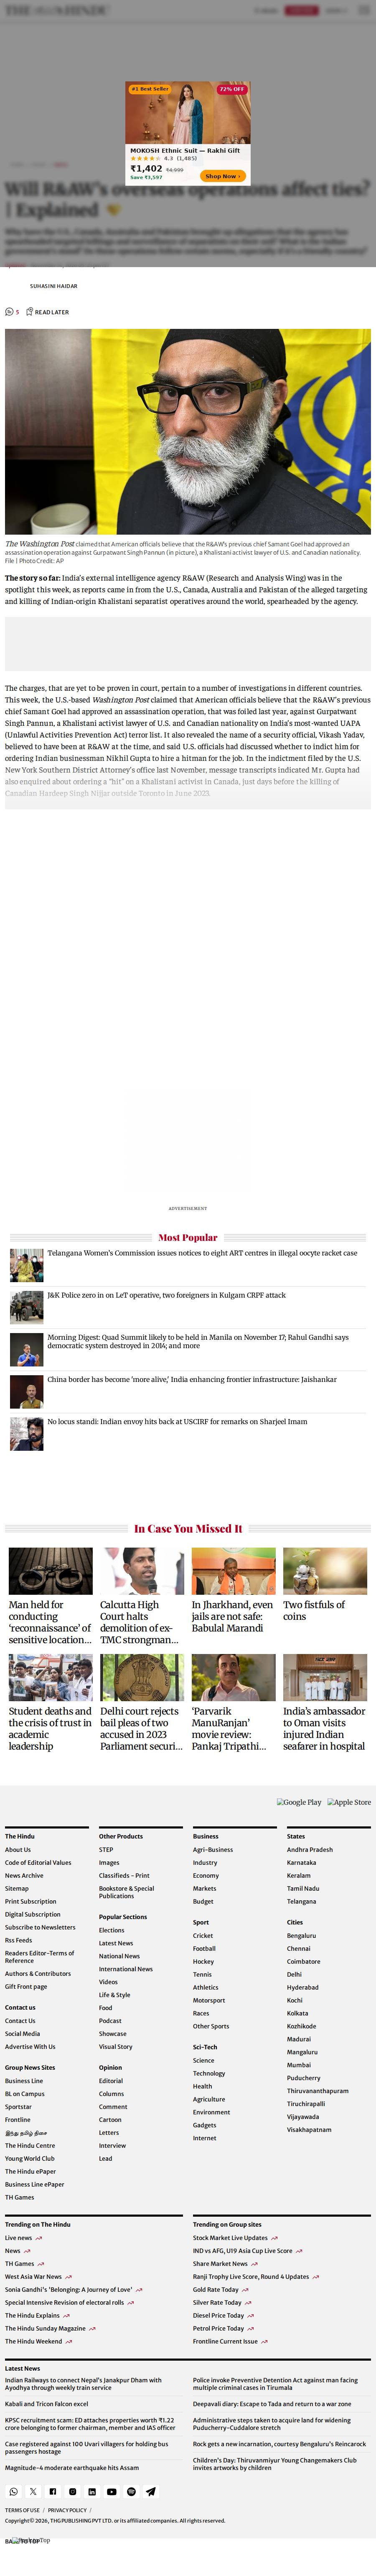 THE HINDU
#1 Best Seller
72% OFF
MOKOSH Ethnic Suit — Rakhi Gift
4.3 (1,485)
₹1,402 ₹4,999
Save ₹3,597
Shop Now ›
| Explained
SUHASINI HAIDAR
5 READ LATER
The Washington Post claimed that American officials believe that the R&AW's previous chief Samant Goel had approved an
assassination operation against Gurpatwant Singh Pannun (in picture), a Khalistani activist lawyer of U.S. and Canadian nationality.
File | Photo Credit: AP
The story so far: India's external intelligence agency R&AW (Research and Analysis Wing) was in the
spotlight this week, as reports came in from the U.S., Canada, Australia and Pakistan of the alleged targeting
and killing of Indian-origin Khalistani separatist operatives around the world, spearheaded by the agency.
The charges, that are yet to be proven in court, pertain to a number of investigations in different countries.
This week, the U.S.-based Washington Post claimed that American officials believe that the R&AW's previous
chief Samant Goel had approved an assassination operation, that was foiled last year, against Gurpatwant
Singh Pannun, a Khalistani activist lawyer of U.S. and Canadian nationality on India's most-wanted UAPA
(Unlawful Activities Prevention Act) terror list. It also revealed the name of a security official, Vikash Yadav,
believed to have been at R&AW at the time, and said U.S. officials had discussed whether to indict him for
ordering Indian businessman Nikhil Gupta to hire a hitman for the job. In the indictment filed by the U.S.
New York Southern District Attorney's office last November, message transcripts indicated Mr. Gupta had
also enquired about ordering a "hit" on a Khalistani activist in Canada, just days before the killing of
Canadian Hardeep Singh Nijjar outside Toronto in June 2023.
ADVERTISEMENT
Most Popular
Telangana Women's Commission issues notices to eight ART centres in illegal oocyte racket case
J&K Police zero in on LeT operative, two foreigners in Kulgam CRPF attack
Morning Digest: Quad Summit likely to be held in Manila on November 17; Rahul Gandhi says
democratic system destroyed in 2014; and more
China border has become 'more alive,' India enhancing frontier infrastructure: Jaishankar
No locus standi: Indian envoy hits back at USCIRF for remarks on Sharjeel Imam
In Case You Missed It
Man held for
conducting
'reconnaissance' of
sensitive location...
Calcutta High
Court halts
demolition of ex-
TMC strongman...
In Jharkhand, even
jails are not safe:
Babulal Marandi
Two fistfuls of
coins
Student deaths and
the crisis of trust in
academic
leadership
Delhi court rejects
bail pleas of two
accused in 2023
Parliament securi...
'Parvarik
ManuRanjan'
movie review:
Pankaj Tripathi...
India's ambassador
to Oman visits
injured Indian
seafarer in hospital
Google Play
Apple Store
The Hindu
About Us
Code of Editorial Values
News Archive
Sitemap
Print Subscription
Digital Subscription
Subscribe to Newsletters
Rss Feeds
Readers Editor-Terms of
Reference
Authors & Contributors
Gift Front page
Contact us
Contact Us
Social Media
Advertise With Us
Group News Sites
Business Line
BL on Campus
Sportstar
Frontline
இந்து தமிழ் திசை
The Hindu Centre
Young World Club
The Hindu ePaper
Business Line ePaper
TH Games
Other Products
STEP
Images
Classifieds - Print
Bookstore & Special
Publications
Popular Sections
Elections
Latest News
National News
International News
Videos
Life & Style
Food
Podcast
Showcase
Visual Story
Opinion
Editorial
Columns
Comment
Cartoon
Letters
Interview
Lead
Business
Agri-Business
Industry
Economy
Markets
Budget
Sport
Cricket
Football
Hockey
Tennis
Athletics
Motorsport
Races
Other Sports
Sci-Tech
Science
Technology
Health
Agriculture
Environment
Gadgets
Internet
States
Andhra Pradesh
Karnataka
Keralam
Tamil Nadu
Telangana
Cities
Bengaluru
Chennai
Coimbatore
Delhi
Hyderabad
Kochi
Kolkata
Kozhikode
Madurai
Mangaluru
Mumbai
Puducherry
Thiruvananthapuram
Tiruchirapalli
Vijayawada
Visakhapatnam
Trending on The Hindu
Live news
News
TH Games
West Asia War News
Sonia Gandhi's 'Belonging: A Journey of Love'
Special Intensive Revision of electoral rolls
The Hindu Explains
The Hindu Sunday Magazine
The Hindu Weekend
Trending on Group sites
Stock Market Live Updates
IND vs AFG, U19 Asia Cup Live Score
Share Market News
Ranji Trophy Live Score, Round 4 Updates
Gold Rate Today
Silver Rate Today
Diesel Price Today
Petrol Price Today
Frontline Current Issue
Latest News
Indian Railways to connect Nepal's Janakpur Dham with
Ayodhya through weekly train service
Police invoke Preventive Detention Act against man facing
multiple criminal cases in Tirumala
Kabali and Tricon Falcon excel
Deepavali diary: Escape to Tada and return to a war zone
KPSC recruitment scam: ED attaches properties worth ₹1.22
crore belonging to former chairman, member and IAS officer
Administrative steps taken to acquire land for widening
Puducherry-Cuddalore stretch
Case registered against 100 Uvari villagers for holding bus
passengers hostage
Rock gets a new incarnation, courtesy Bengaluru's Reincarock
Magnitude-4 moderate earthquake hits Assam
Children's Day: Thiruvanmiyur Young Changemakers Club
invites artworks by children
TERMS OF USE / PRIVACY POLICY /
Copyright© 2026, THG PUBLISHING PVT LTD. or its affiliated companies. All rights reserved.
BACK TO TOP